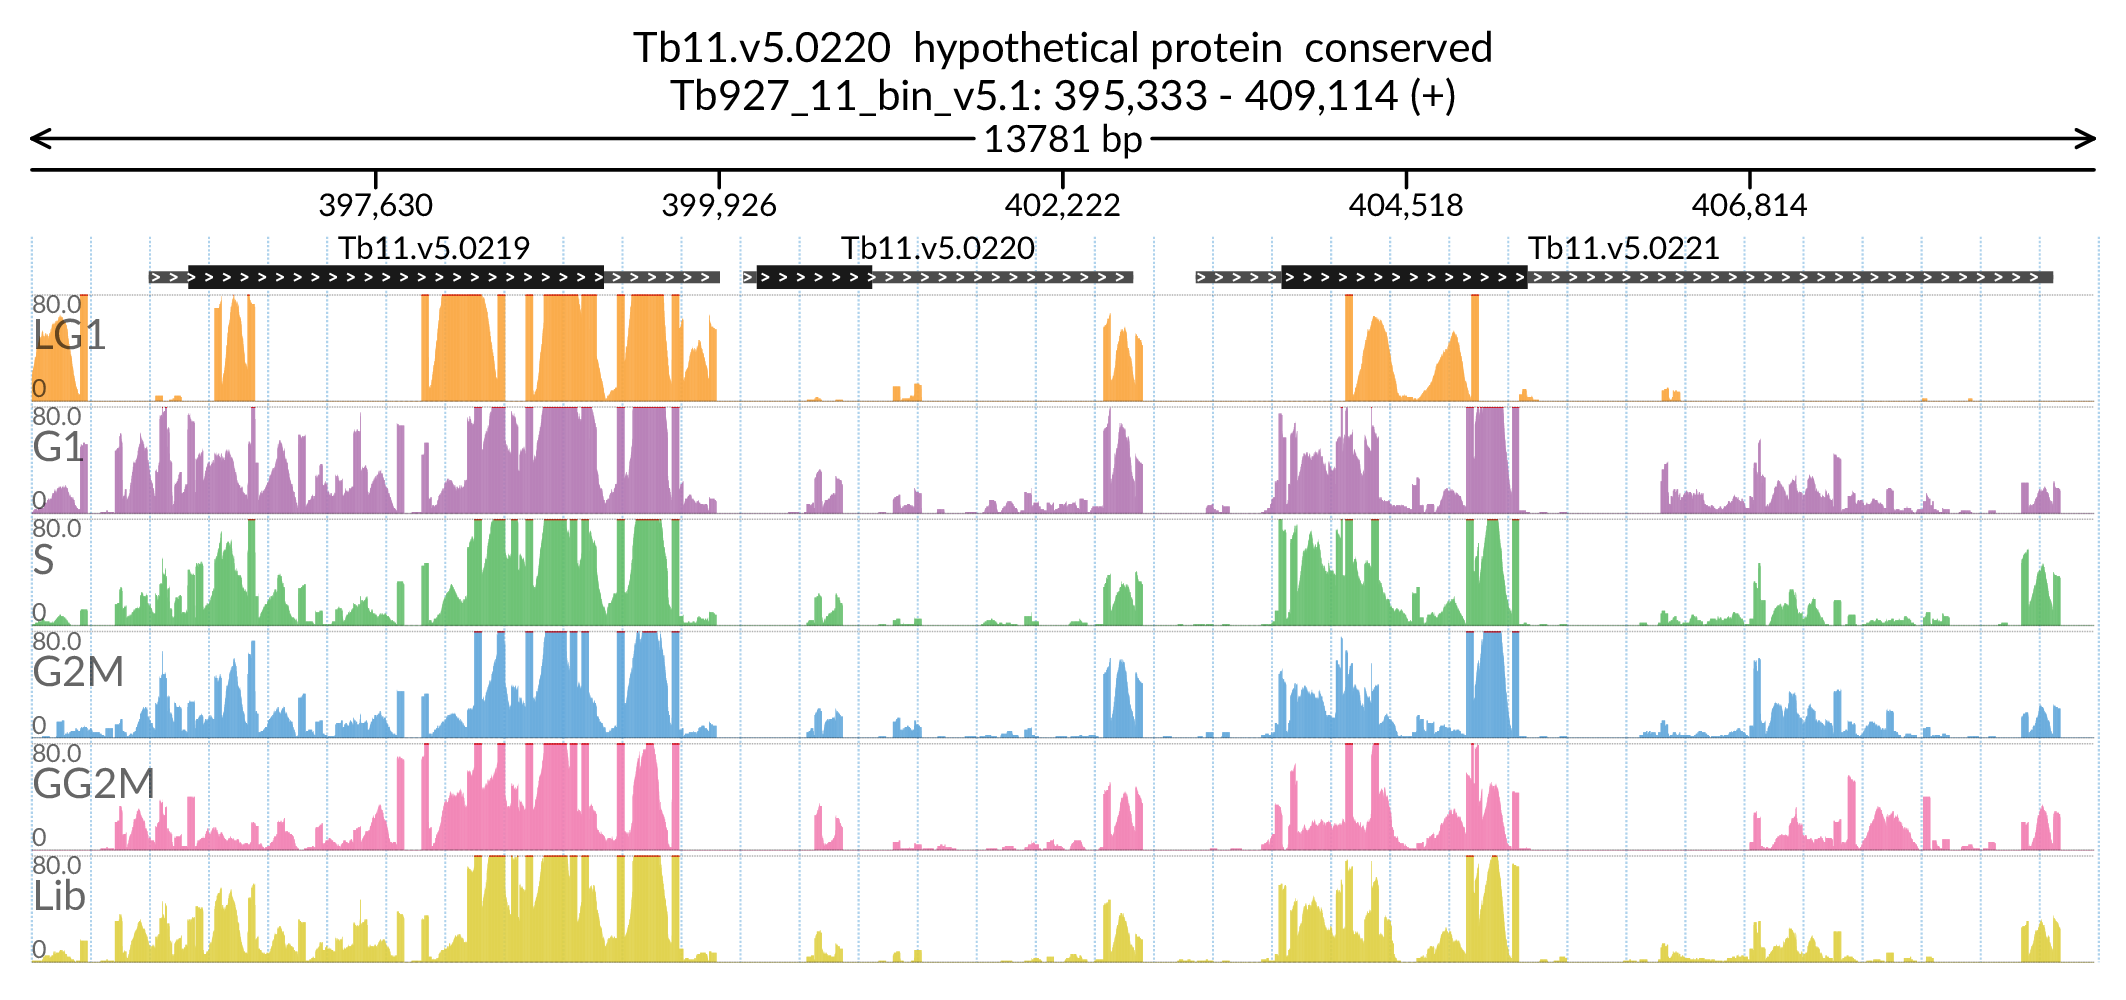 Tb11.v5.0220  hypothetical protein  conserved
Tb927_11_bin_v5.1: 395,333 - 409,114 (+)
13781 bp
397,630 399,926 402,222 404,518 406,814
Tb11.v5.0219 Tb11.v5.0220 Tb11.v5.0221
80.0
LG1
0
80.0
G1
0
80.0
S
0
80.0
G2M
0
80.0
GG2M
0
80.0
Lib
0